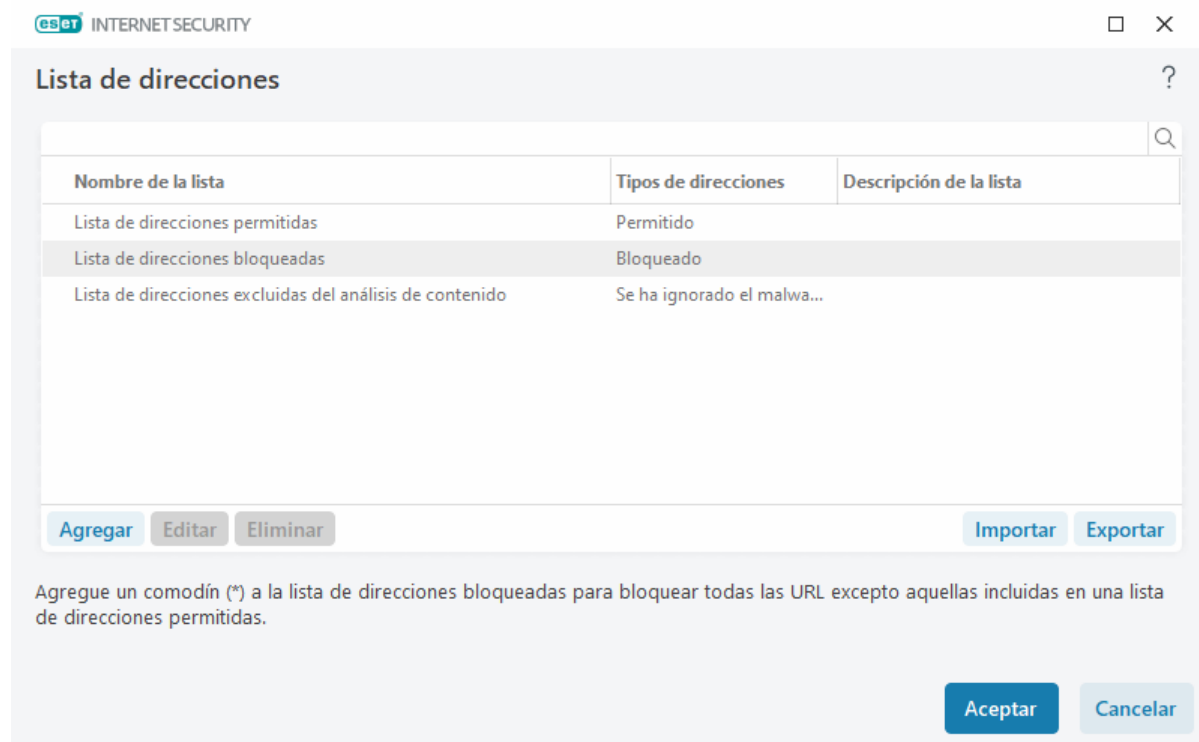 eset INTERNET SECURITY
Lista de direcciones
?
Nombre de la lista Tipos de direcciones Descripción de la lista
Lista de direcciones permitidas Permitido
Lista de direcciones bloqueadas Bloqueado
Lista de direcciones excluidas del análisis de contenido Se ha ignorado el malwa...
Agregar Editar Eliminar Importar Exportar
Agregue un comodín (*) a la lista de direcciones bloqueadas para bloquear todas las URL excepto aquellas incluidas en una lista
de direcciones permitidas.
Aceptar Cancelar